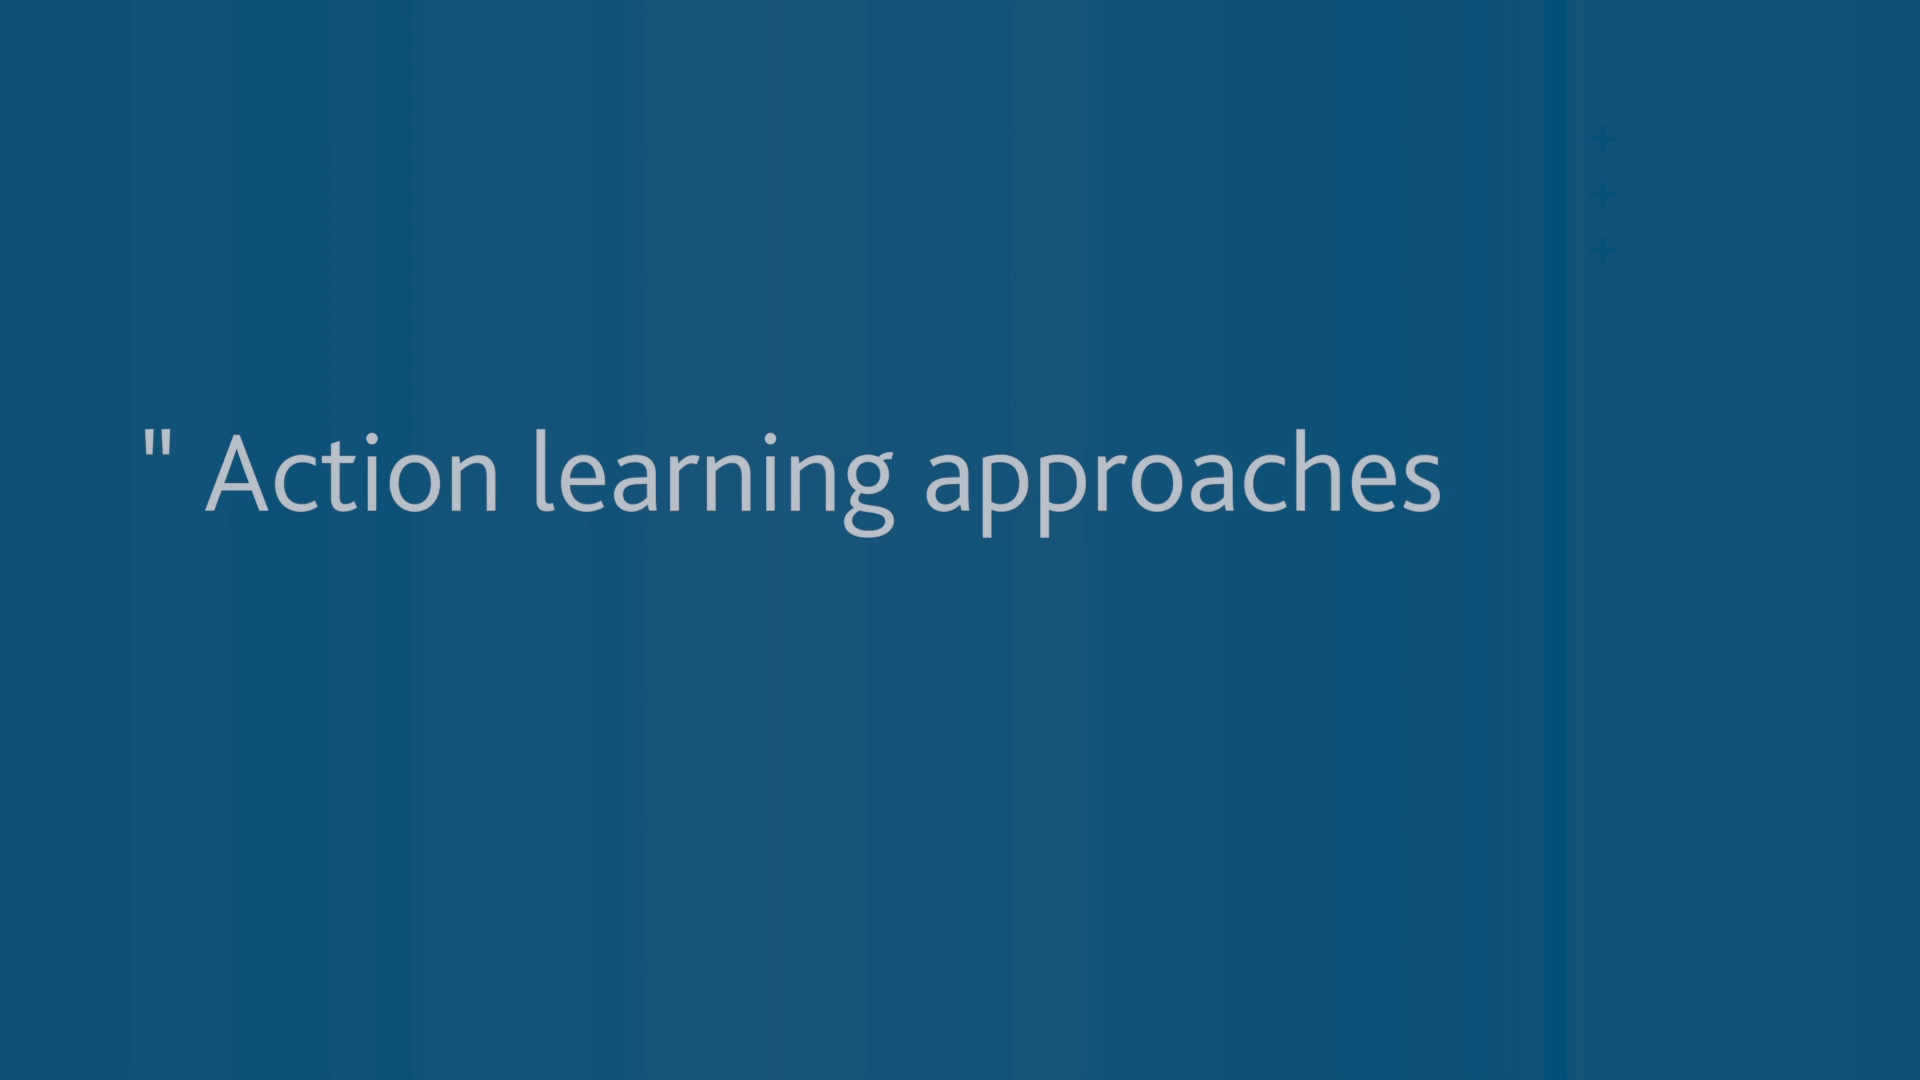 " Action learning approaches
+
+
+